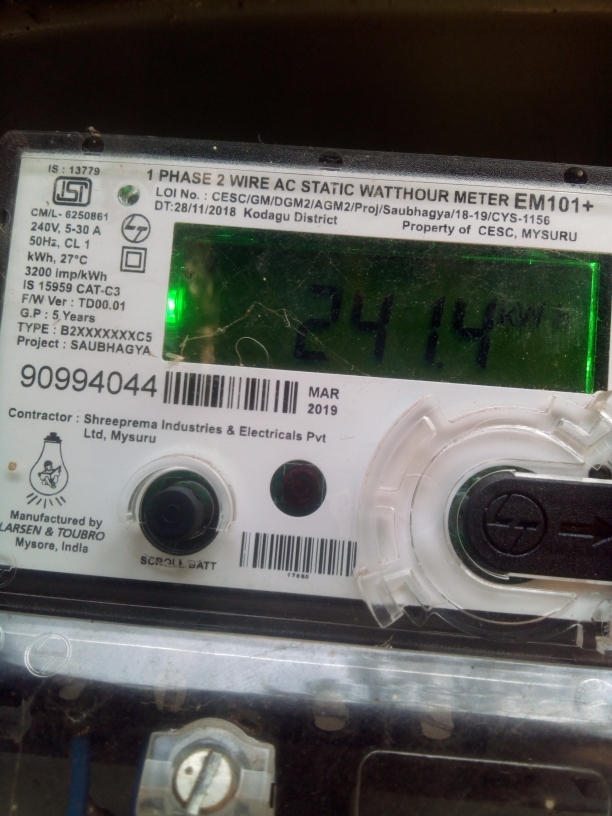 IS : 13779
ISI
1 PHASE 2 WIRE AC STATIC WATTHOUR METER EM101+
CM/L- 6250861
LOI No. : CESC/GM/DGM2/AGM2/Proj/Saubhagya/18-19/CYS-1156
DT:28/11/2018 Kodagu District
Property of CESC, MYSURU
240V, 5-30 A
50Hz, CL 1
kWh, 27°C
3200 imp/kWh
IS 15959 CAT-C3
F/W Ver : TD00.01
G.P : 5 Years
TYPE : B2XXXXXXXC5
Project : SAUBHAGYA
241.4
90994044
MAR
2019
Contractor : Shreeprema Industries & Electricals Pvt
Ltd, Mysuru
Manufactured by
LARSEN & TOUBRO
Mysore, India
SCROLL BATT